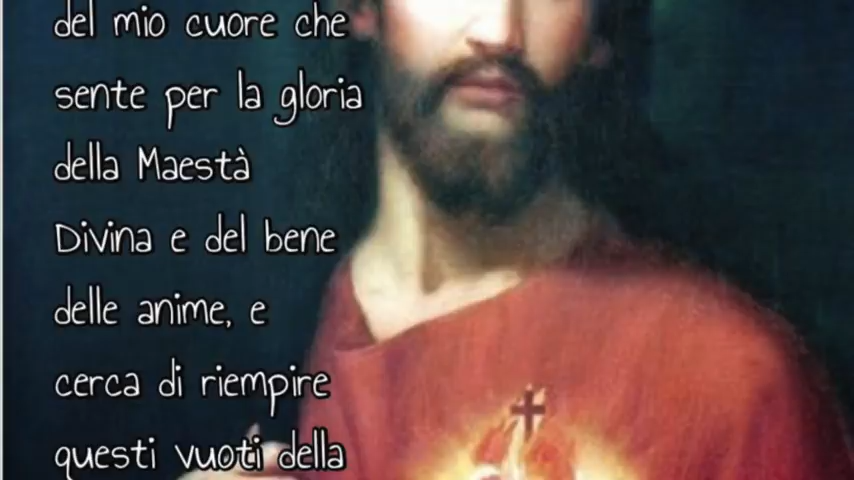 del mio cuore che
sente per la gloria
della Maestà
Divina e del bene
delle anime, e
cerca di riempire
questi vuoti della